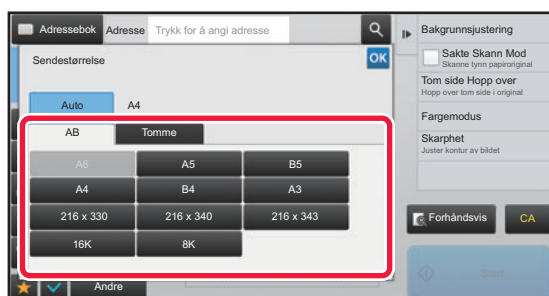 Adressebok Adresse Trykk for å angi adresse
Sendestørrelse OK
Auto A4
AB Tomme
A6 A5 B5
A4 B4 A3
216 x 330 216 x 340 216 x 343
16K 8K
Andre
Bakgrunnsjustering
Sakte Skann Mod
Skanne tynn papiroriginal
Tom side Hopp over
Hopp over tom side i original
Fargemodus
Skarphet
Juster kontur av bildet
Forhåndsvis CA
Start